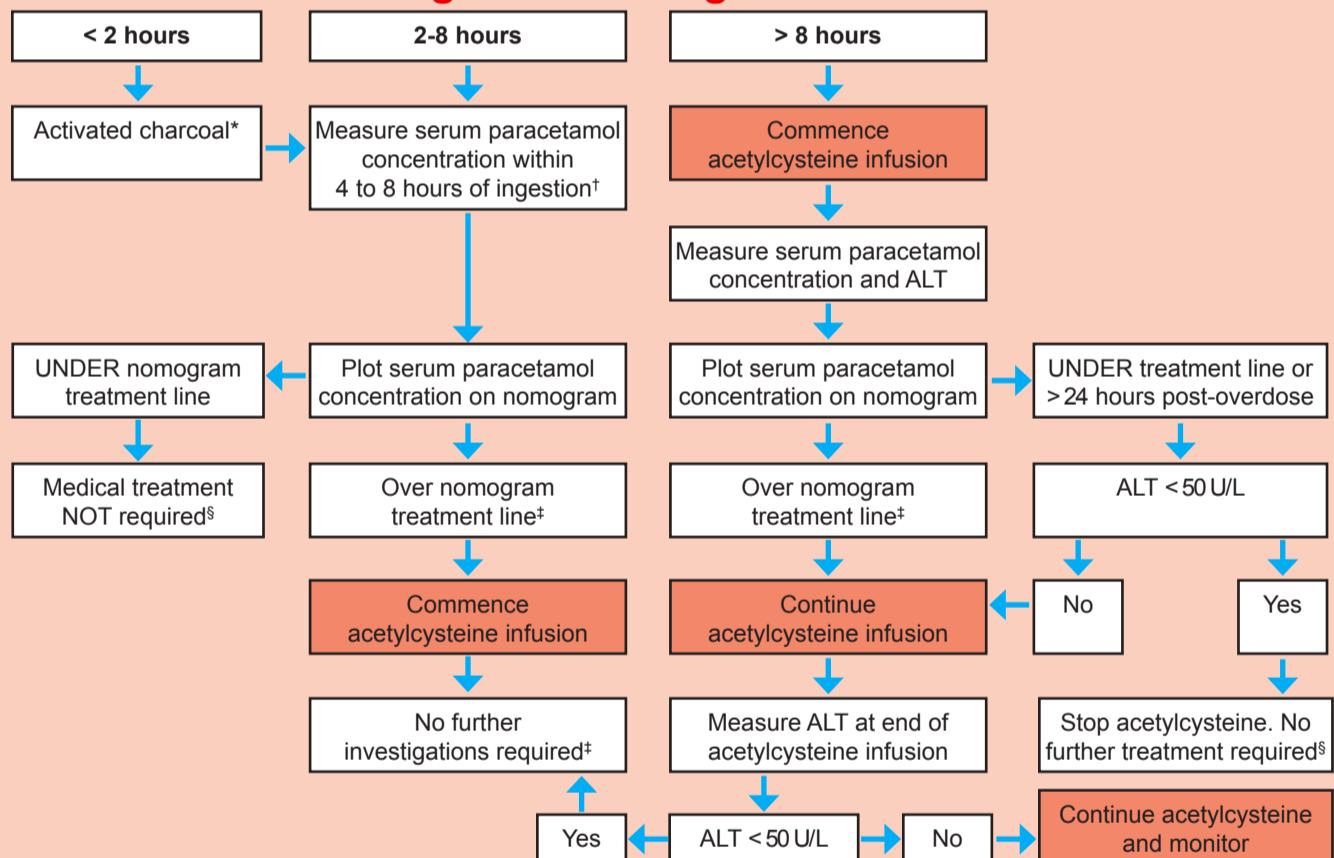 < 2 hours
2-8 hours
> 8 hours
Activated charcoal*
Measure serum paracetamol
concentration within
4 to 8 hours of ingestion†
Commence
acetylcysteine infusion
Measure serum paracetamol
concentration and ALT
UNDER nomogram
treatment line
Plot serum paracetamol
concentration on nomogram
Plot serum paracetamol
concentration on nomogram
UNDER treatment line or
> 24 hours post-overdose
Medical treatment
NOT required§
Over nomogram
treatment line‡
Over nomogram
treatment line‡
ALT < 50 U/L
Commence
acetylcysteine infusion
Continue
acetylcysteine infusion
No
Yes
No further
investigations required‡
Measure ALT at end of
acetylcysteine infusion
Stop acetylcysteine. No
further treatment required§
Yes
ALT < 50 U/L
No
Continue acetylcysteine
and monitor